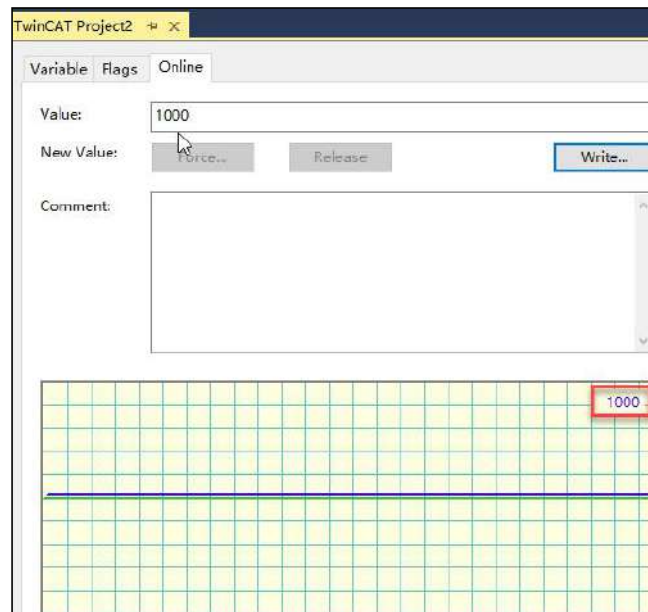 TwinCAT Project2
Variable Flags Online
Value: 1000
New Value: Force... Release Write...
Comment:
1000